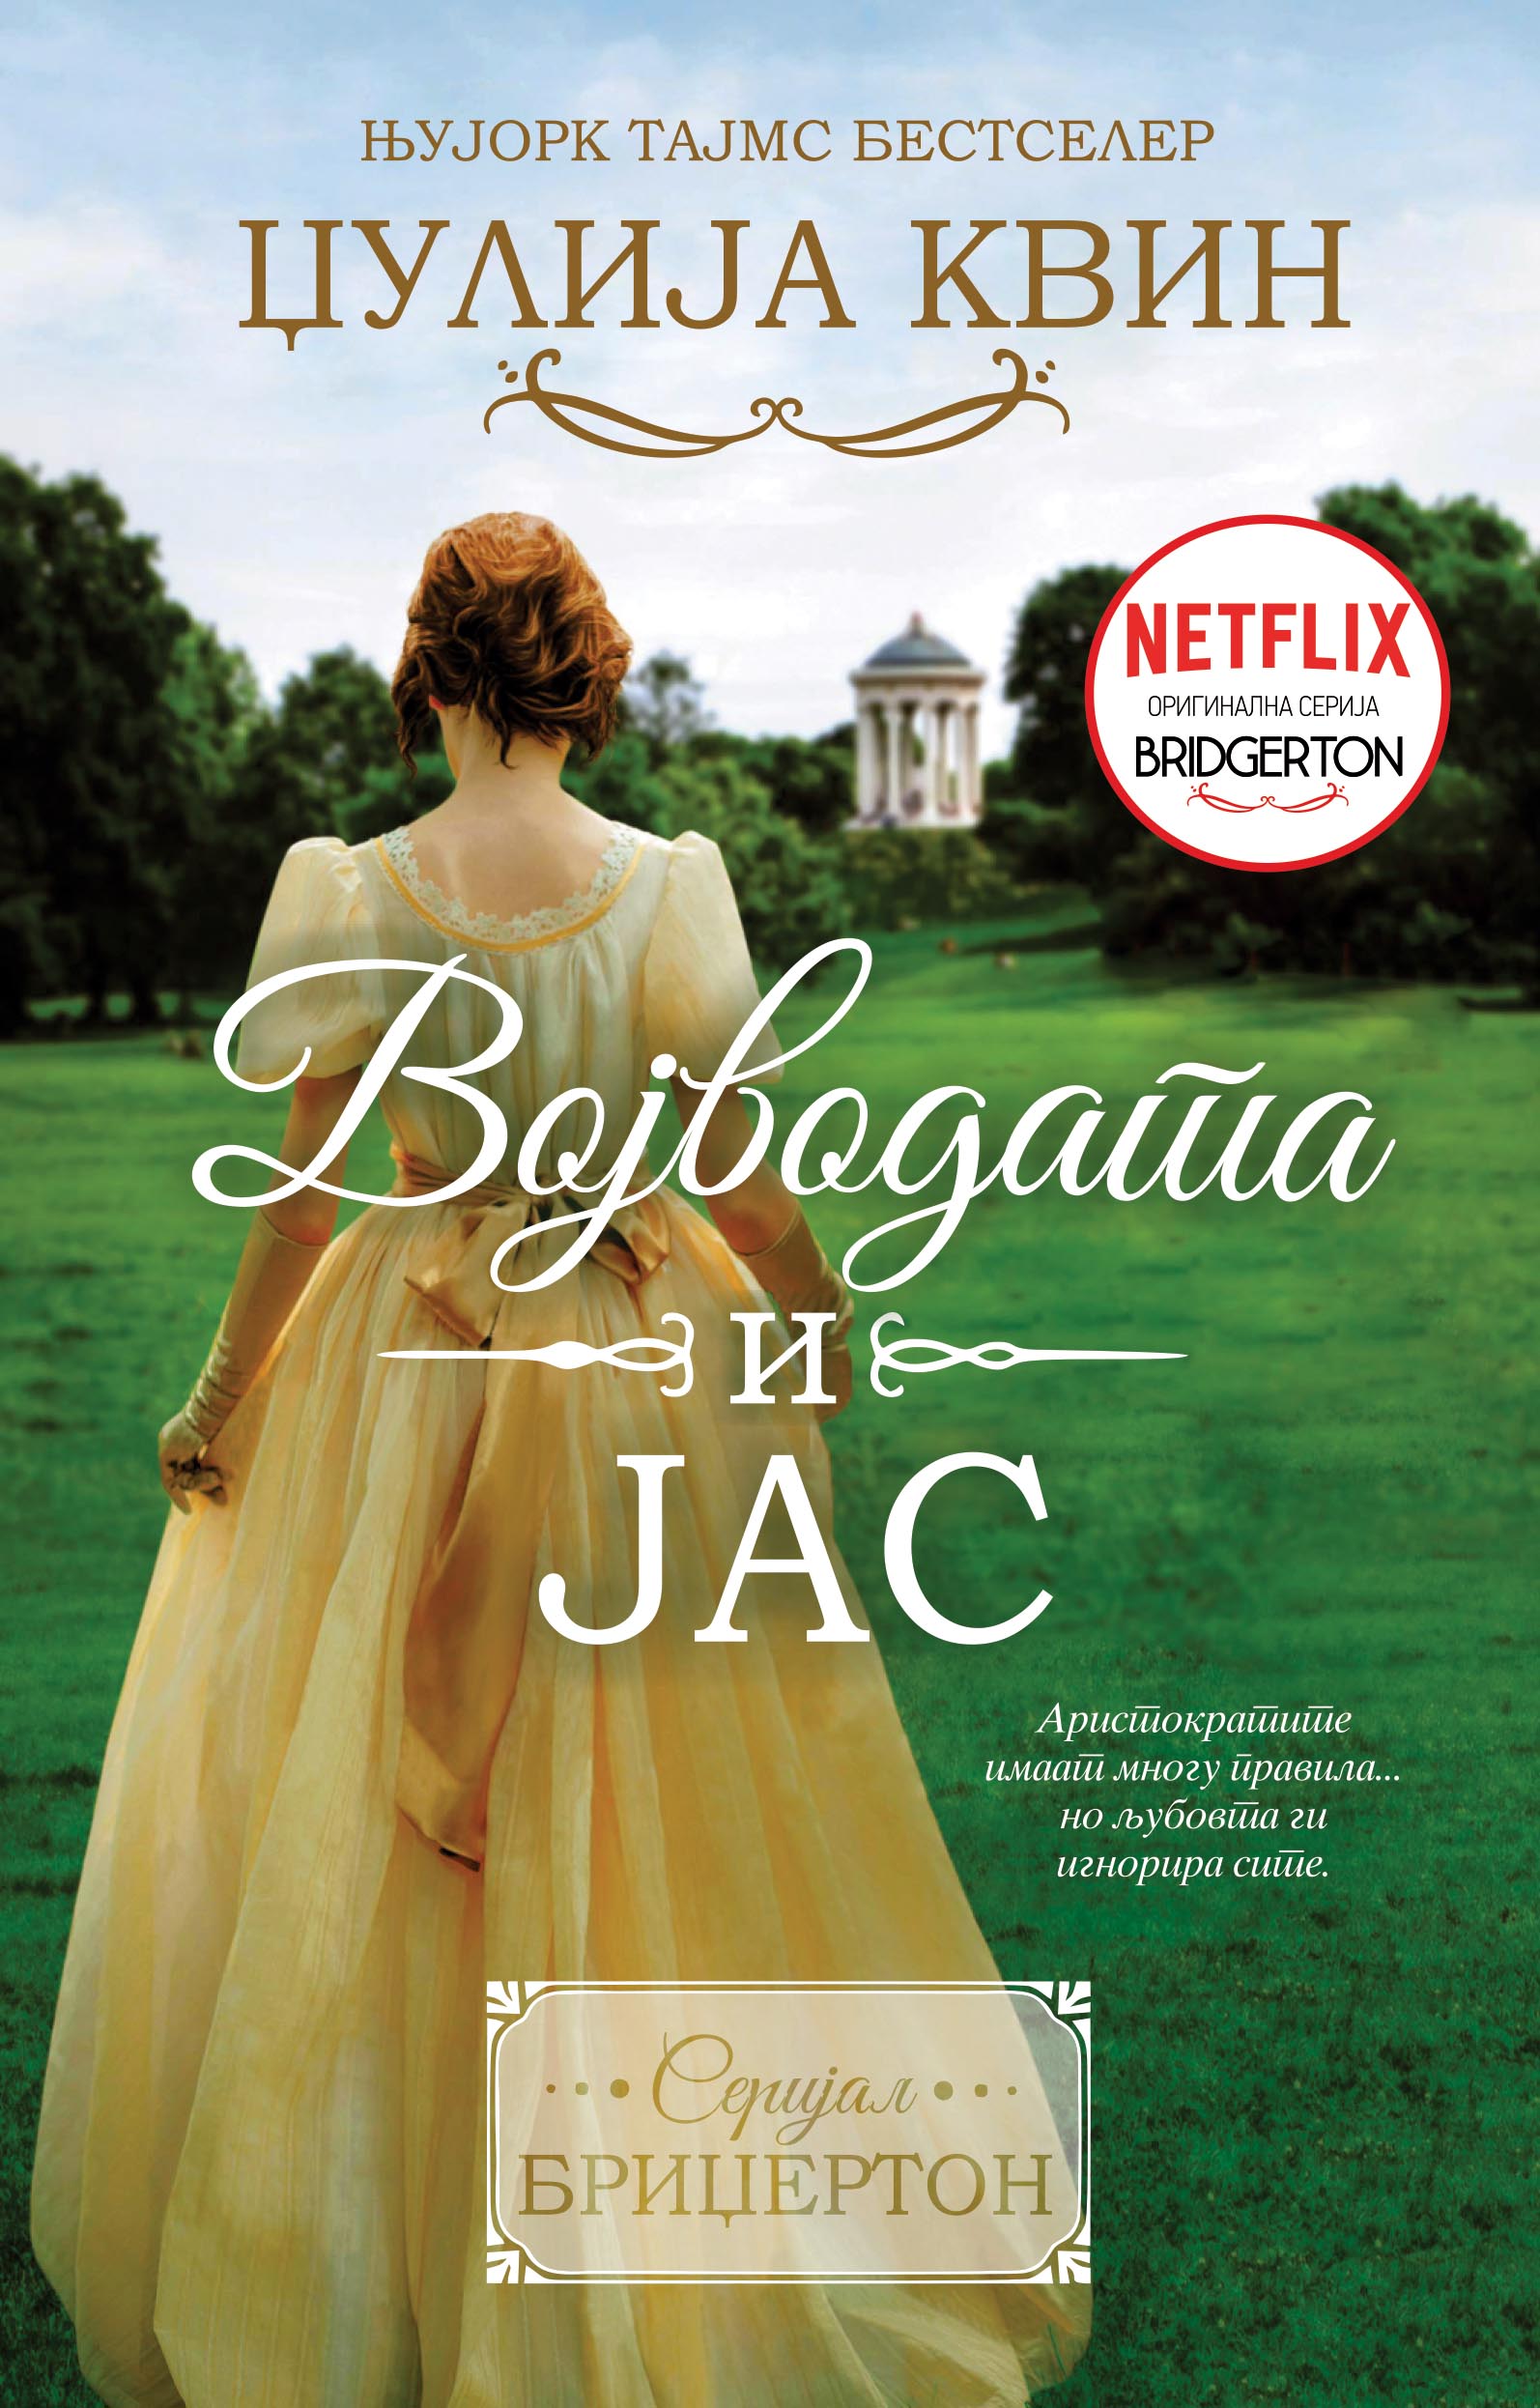 ЊУЈОРК ТАЈМС БЕСТСЕЛЕР
ЏУЛИЈА КВИН
NETFLIX
ОРИГИНАЛНА СЕРИЈА
BRIDGERTON
Војводата
И
ЈАС
Аристократите
имаат многу правила...
но љубовта ги
игнорира сите.
Серијал
БРИЏЕРТОН